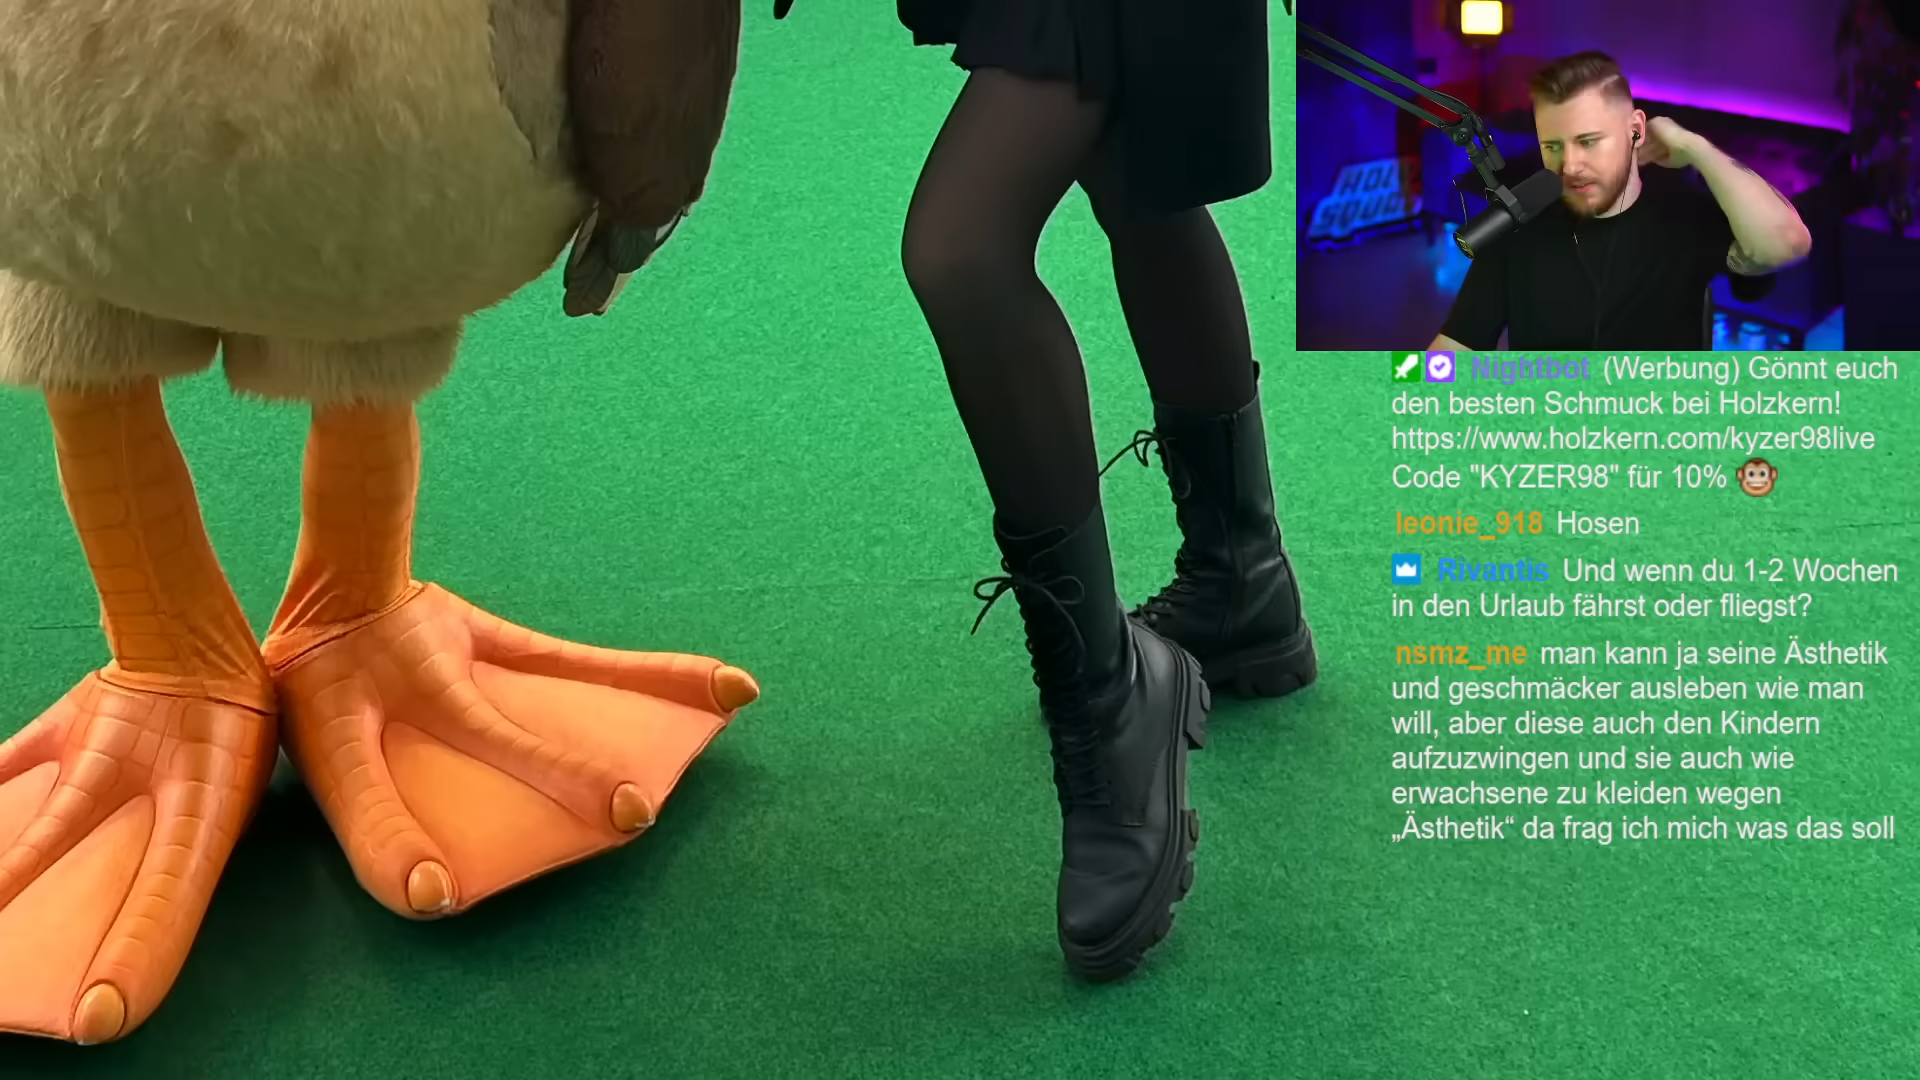 HOL
SQUA
Nightbot (Werbung) Gönnt euch
den besten Schmuck bei Holzkern!
https://www.holzkern.com/kyzer98live
Code "KYZER98" für 10%
leonie_918 Hosen
Rivantis Und wenn du 1-2 Wochen
in den Urlaub fährst oder fliegst?
nsmz_me man kann ja seine Ästhetik
und geschmäcker ausleben wie man
will, aber diese auch den Kindern
aufzuzwingen und sie auch wie
erwachsene zu kleiden wegen
„Ästhetik“ da frag ich mich was das soll